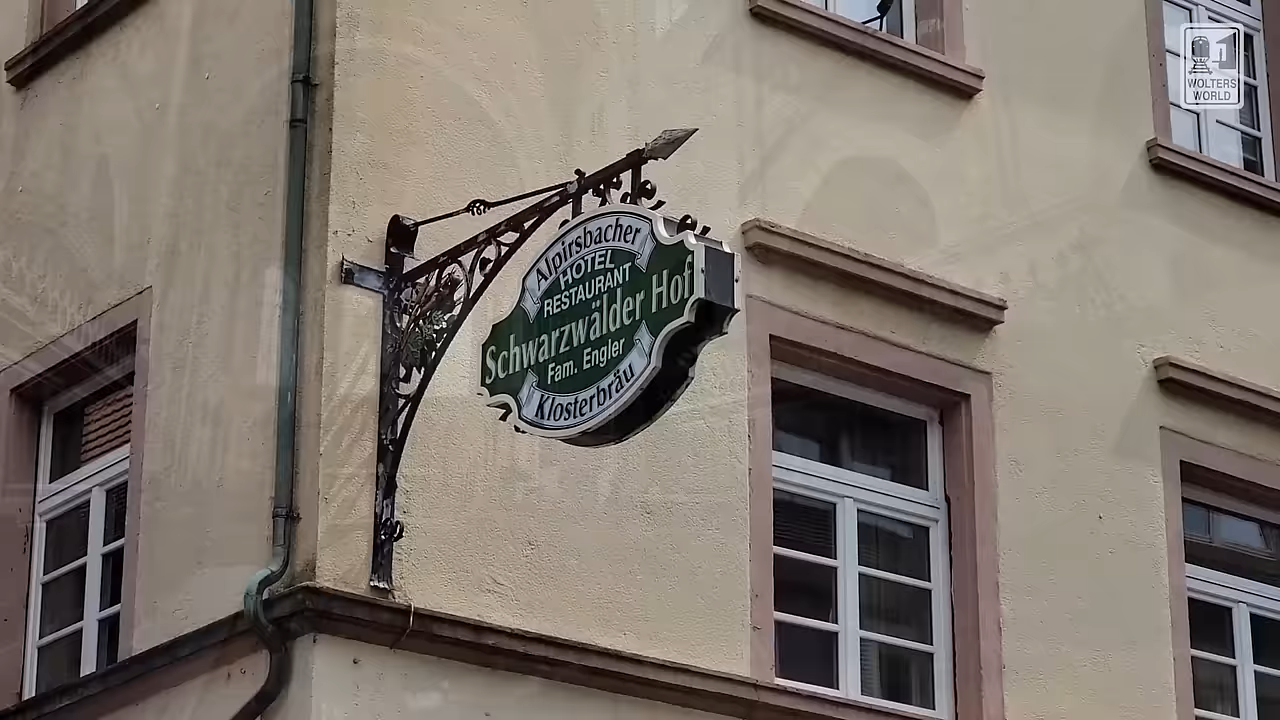 Alpirsbacher
HOTEL
RESTAURANT
Schwarzwälder Hof
Fam. Engler
Klosterbräu
WOLTERS
WORLD